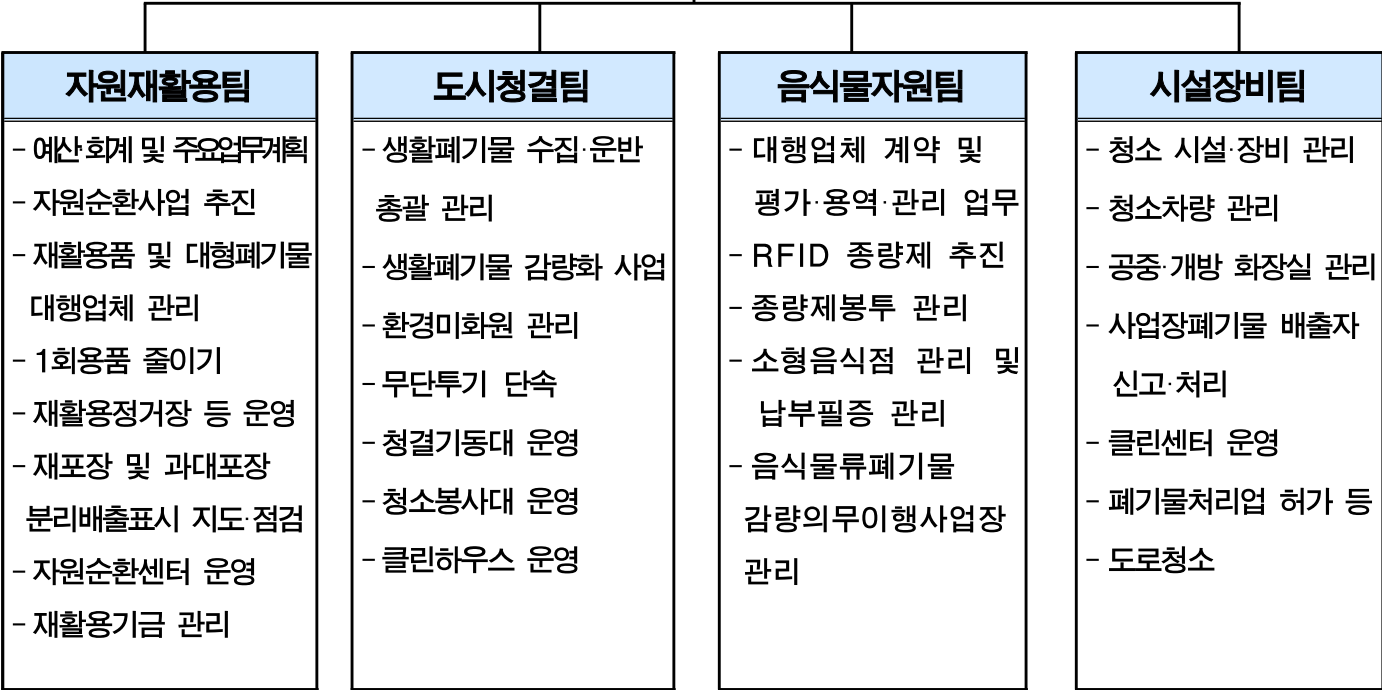 자원재활용팀
- 예산·회계 및 주요업무계획
- 자원순환사업 추진
- 재활용품 및 대형폐기물
대행업체 관리
- 1회용품 줄이기
- 재활용정거장 등 운영
- 재포장 및 과대포장
분리배출표시 지도·점검
- 자원순환센터 운영
- 재활용기금 관리
도시청결팀
- 생활폐기물 수집·운반
총괄 관리
- 생활폐기물 감량화 사업
- 환경미화원 관리
- 무단투기 단속
- 청결기동대 운영
- 청소봉사대 운영
- 클린하우스 운영
음식물자원팀
- 대행업체 계약 및
평가·용역·관리 업무
- RFID 종량제 추진
- 종량제봉투 관리
- 소형음식점 관리 및
납부필증 관리
- 음식물류폐기물
감량의무이행사업장
관리
시설장비팀
- 청소 시설·장비 관리
- 청소차량 관리
- 공중·개방 화장실 관리
- 사업장폐기물 배출자
신고·처리
- 클린센터 운영
- 폐기물처리업 허가 등
- 도로청소